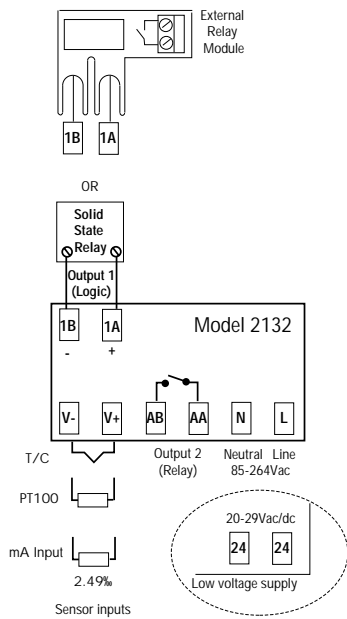 External
Relay
Module
1B 1A
OR
Solid
State
Relay
Output 1
(Logic)
1B 1A
Model 2132
- +
V- V+ AB AA N L
T/C
Output 2
(Relay)
Neutral Line
85-264Vac
PT100
mA Input
2.49‰
Sensor inputs
20-29Vac/dc
24 24
Low voltage supply